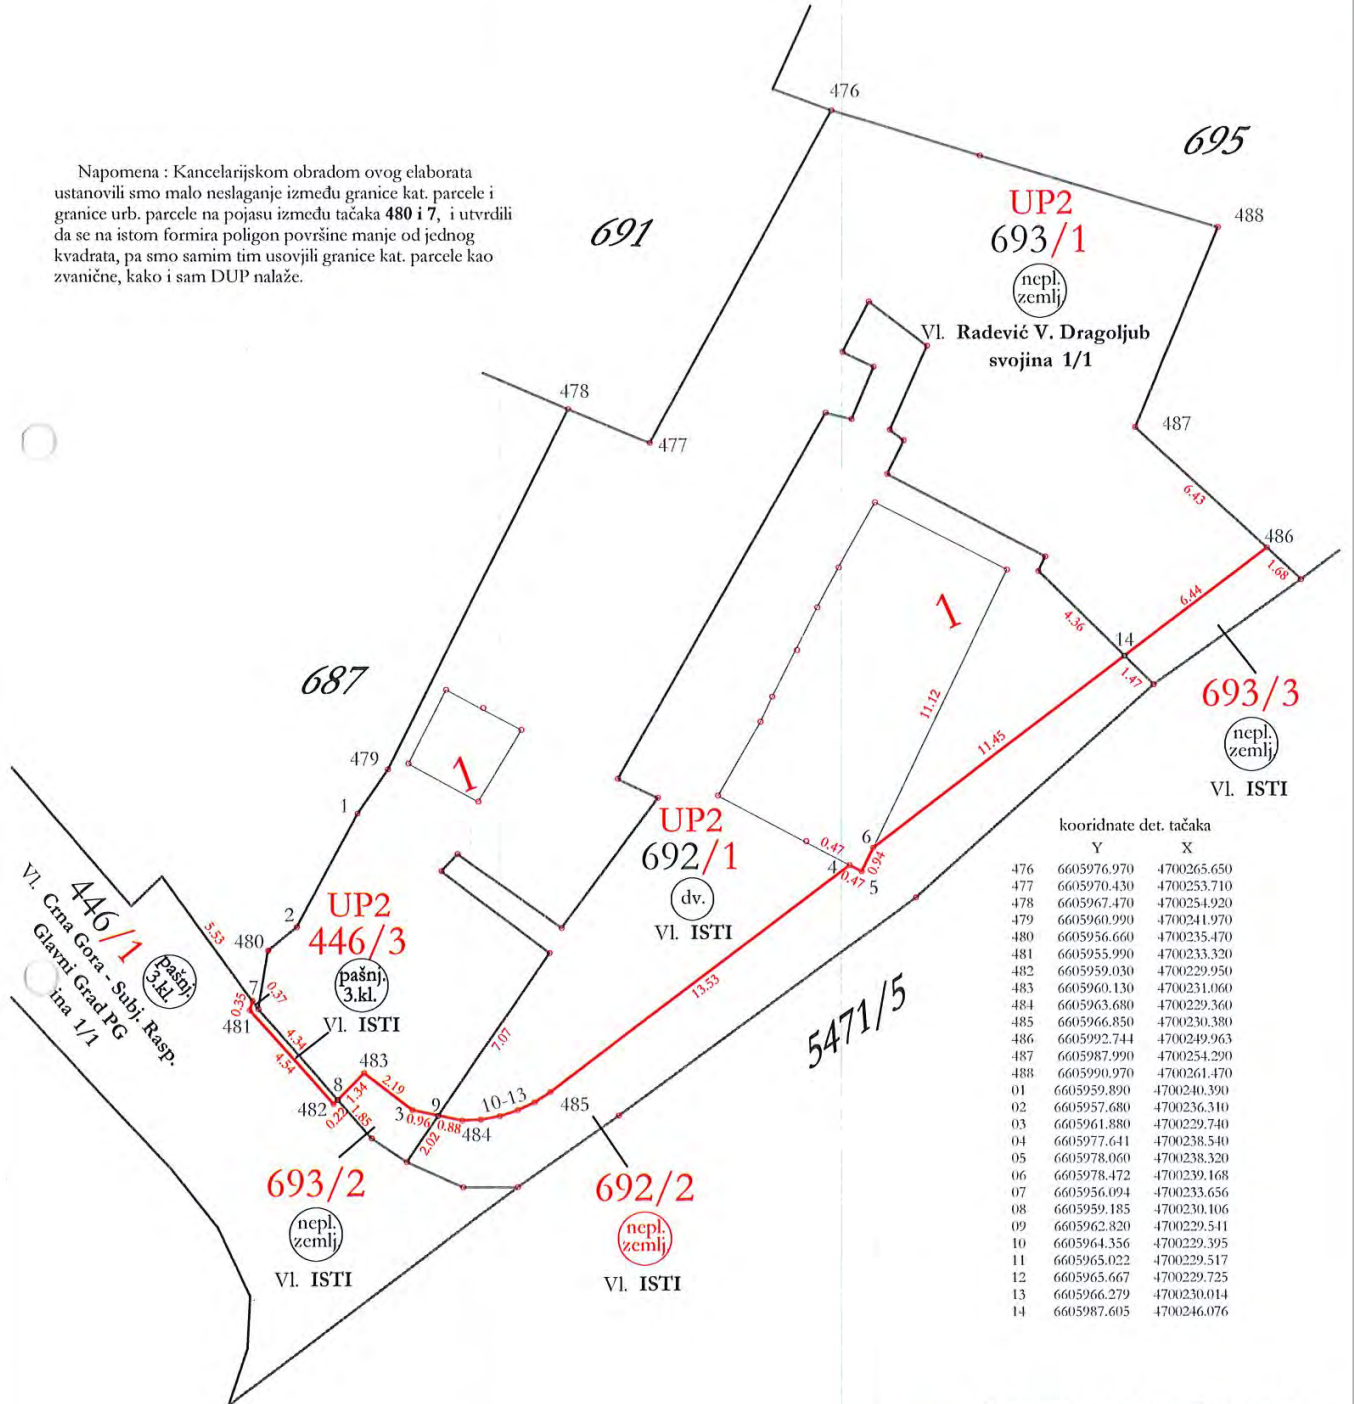 476
695
Napomena : Kancelarijskom obradom ovog elaborata
ustanovili smo malo neslaganje između granice kat. parcele i
granice urb. parcele na pojasu između tačaka 480 i 7, i utvrdili
da se na istom formira poligon površine manje od jednog
kvadrata, pa smo samim tim usovjili granice kat. parcele kao
zvanične, kako i sam DUP nalaže.
691
UP2
693/1
nepl.
zemlj.
Vl. Radević V. Dragoljub
svojina 1/1
488
478
477
487
6.43
486
1.68
6.44
4.36
14
1.47
1
687
11.12
11.45
693/3
nepl.
zemlj.
Vl. ISTI
479
1
1
UP2
692/1
dv.
Vl. ISTI
0.47
4
0.47
6
0.94
5
2
480
UP2
446/3
pašnj.
3.kl.
Vl. ISTI
446/1
pašnj.
3.kl.
Vl. Crna Gora - Subj. Rasp.
Glavni Grad PG
ina 1/1
5.53
7
0.37
0.35
481
4.34
4.54
13.53
7.07
5471/5
483
8
1.34
2.19
482
0.22
1.85
3
0.96
9
0.88
484
10-13
485
2.02
693/2
nepl.
zemlj.
Vl. ISTI
692/2
nepl.
zemlj.
Vl. ISTI
kooridnate det. tačaka
Y X
476 6605976.970 4700265.650
477 6605970.430 4700253.710
478 6605967.470 4700254.920
479 6605960.990 4700241.970
480 6605956.660 4700235.470
481 6605955.990 4700233.320
482 6605959.030 4700229.950
483 6605960.130 4700231.060
484 6605963.680 4700229.360
485 6605966.850 4700230.380
486 6605992.744 4700249.963
487 6605987.990 4700254.290
488 6605990.970 4700261.470
01 6605959.890 4700240.390
02 6605957.680 4700236.310
03 6605961.880 4700229.740
04 6605977.641 4700238.540
05 6605978.060 4700238.320
06 6605978.472 4700239.168
07 6605956.094 4700233.656
08 6605959.185 4700230.106
09 6605962.820 4700229.541
10 6605964.356 4700229.395
11 6605965.022 4700229.517
12 6605965.667 4700229.725
13 6605966.279 4700230.014
14 6605987.605 4700246.076